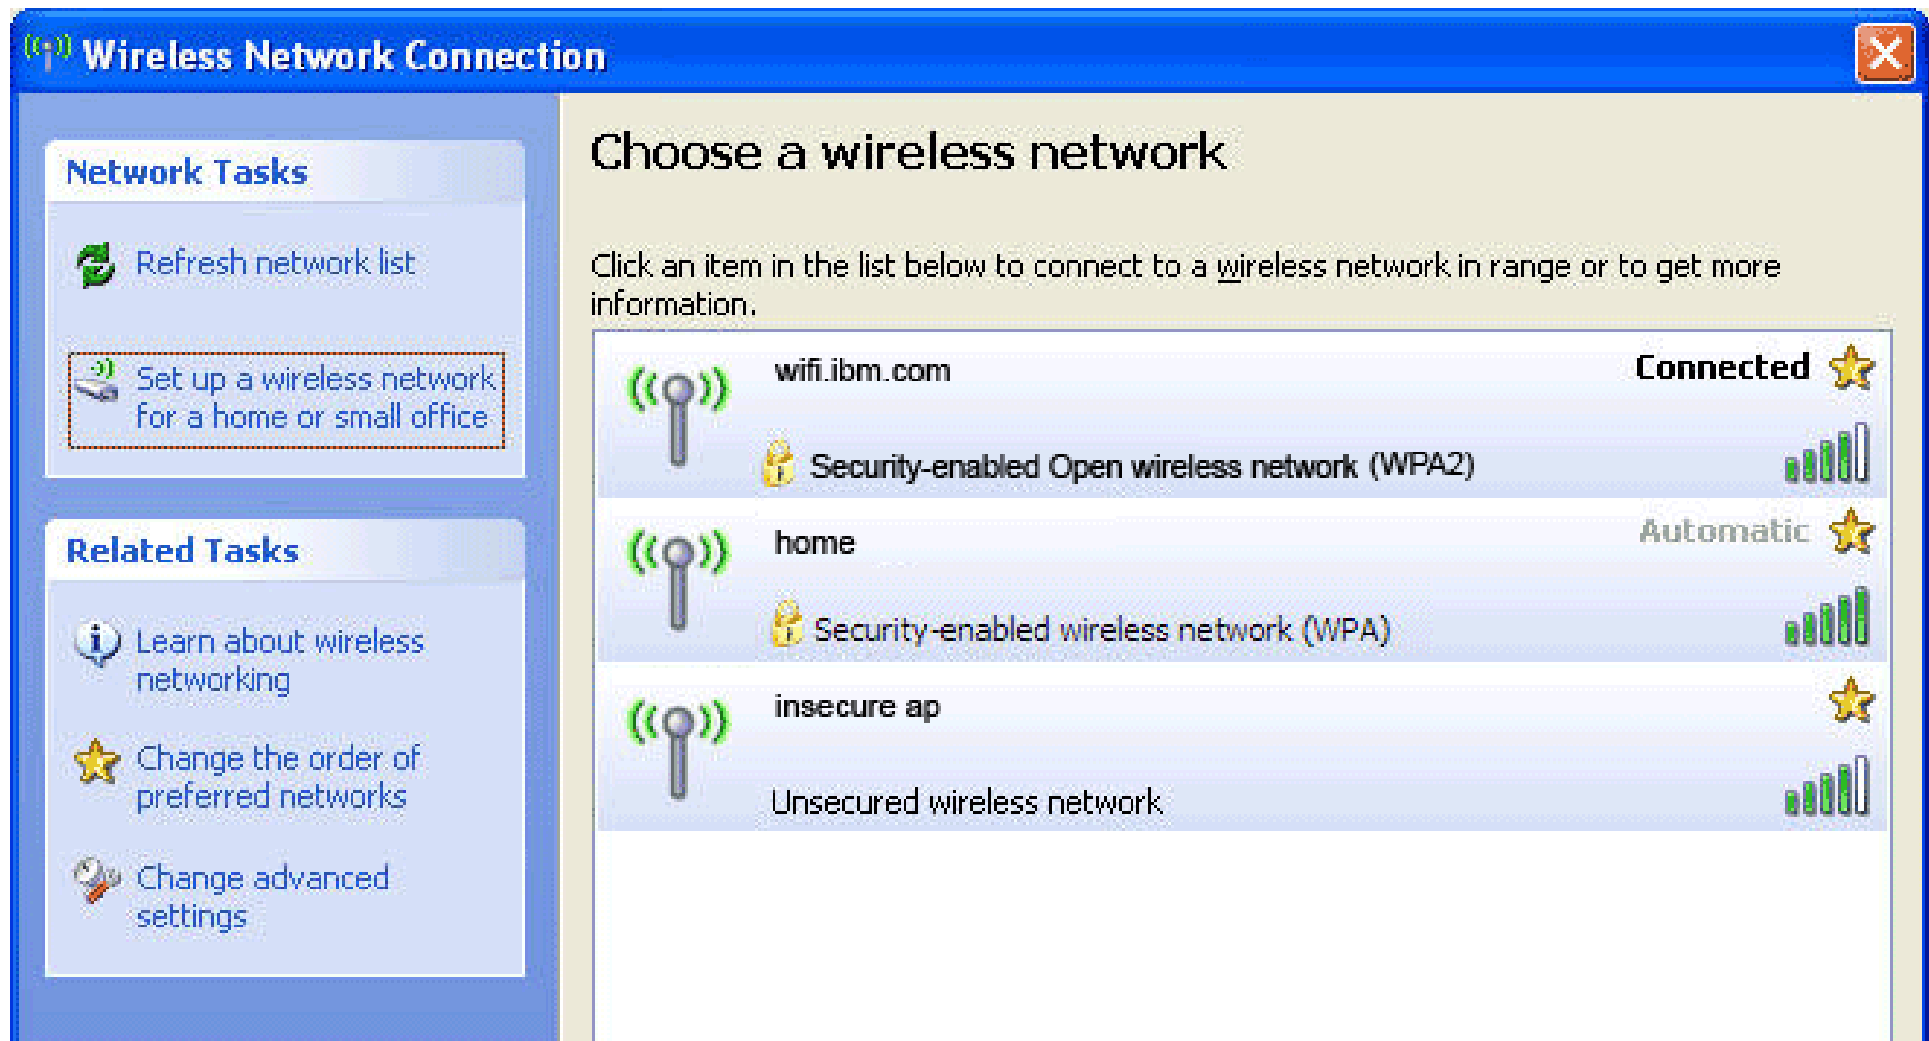 Wireless Network Connection
Network Tasks
Refresh network list
Set up a wireless network
for a home or small office
Related Tasks
Learn about wireless
networking
Change the order of
preferred networks
Change advanced
settings
Choose a wireless network
Click an item in the list below to connect to a wireless network in range or to get more
information.
wifi.ibm.com
Connected
Security-enabled Open wireless network (WPA2)
home
Automatic
Security-enabled wireless network (WPA)
insecure ap
Unsecured wireless network